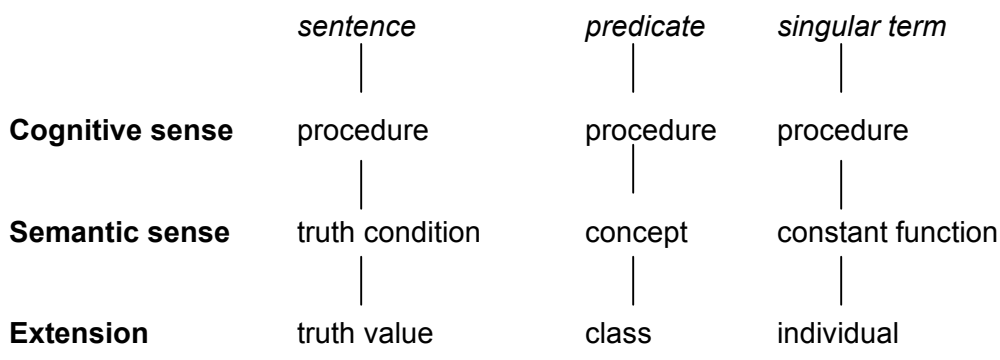 sentence predicate singular term
Cognitive sense procedure procedure procedure
Semantic sense truth condition concept constant function
Extension truth value class individual